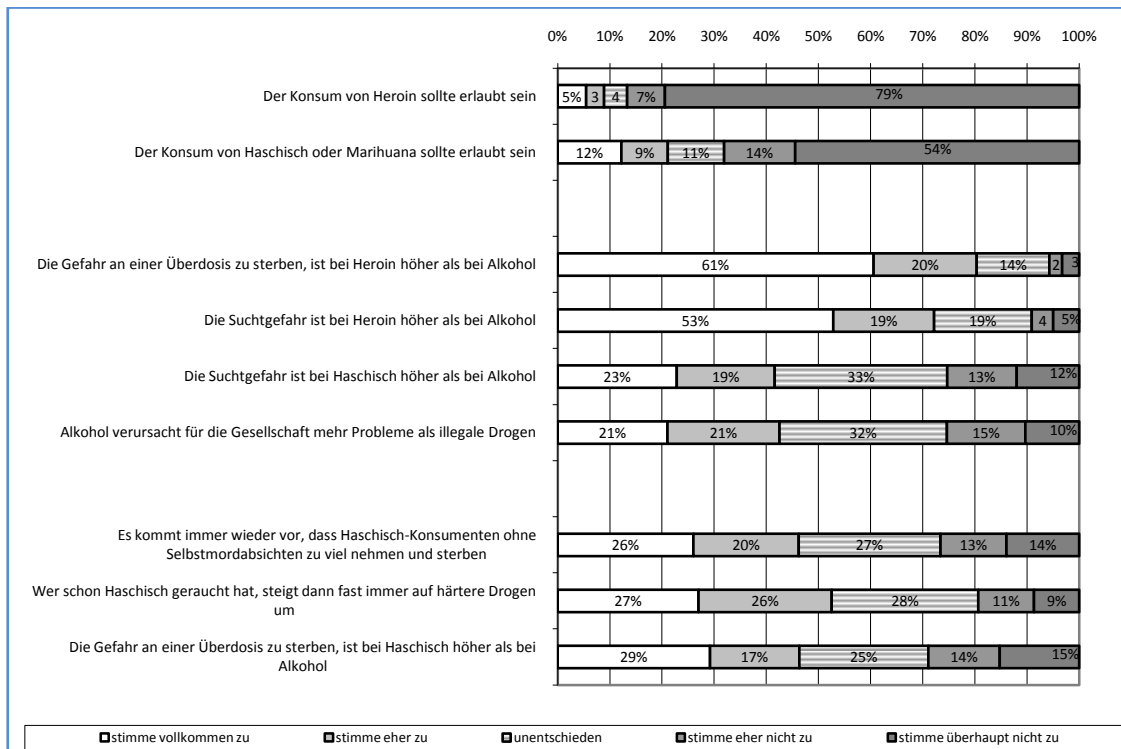 0% 10% 20% 30% 40% 50% 60% 70% 80% 90% 100%
Der Konsum von Heroin sollte erlaubt sein
5% 3 4 7% 79%
Der Konsum von Haschisch oder Marihuana sollte erlaubt sein
12% 9% 11% 14% 54%
Die Gefahr an einer Überdosis zu sterben, ist bei Heroin höher als bei Alkohol
61% 20% 14% 2 3
Die Suchtgefahr ist bei Heroin höher als bei Alkohol
53% 19% 19% 4 5%
Die Suchtgefahr ist bei Haschisch höher als bei Alkohol
23% 19% 33% 13% 12%
Alkohol verursacht für die Gesellschaft mehr Probleme als illegale Drogen
21% 21% 32% 15% 10%
Es kommt immer wieder vor, dass Haschisch-Konsumenten ohne
Selbstmordabsichten zu viel nehmen und sterben
26% 20% 27% 13% 14%
Wer schon Haschisch geraucht hat, steigt dann fast immer auf härtere Drogen
um
27% 26% 28% 11% 9%
Die Gefahr an einer Überdosis zu sterben, ist bei Haschisch höher als bei
Alkohol
29% 17% 25% 14% 15%
stimme vollkommen zu stimme eher zu unentschieden stimme eher nicht zu stimme überhaupt nicht zu